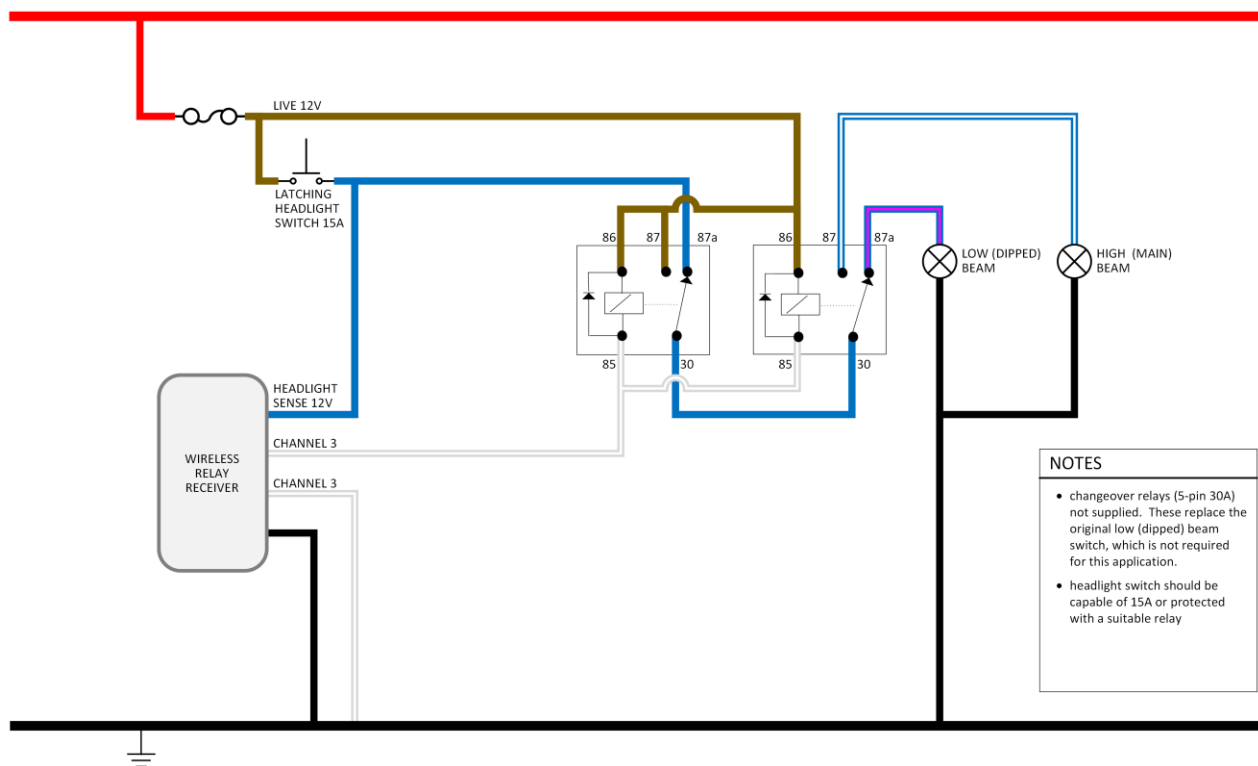 LIVE 12V
LATCHING
HEADLIGHT
SWITCH 15A
86
87
87a
86
87
87a
LOW (DIPPED)
BEAM
HIGH (MAIN)
BEAM
85
30
85
30
HEADLIGHT
SENSE 12V
CHANNEL 3
WIRELESS
RELAY
RECEIVER
CHANNEL 3
NOTES
• changeover relays (5-pin 30A)
not supplied. These replace the
original low (dipped) beam
switch, which is not required
for this application.
• headlight switch should be
capable of 15A or protected
with a suitable relay